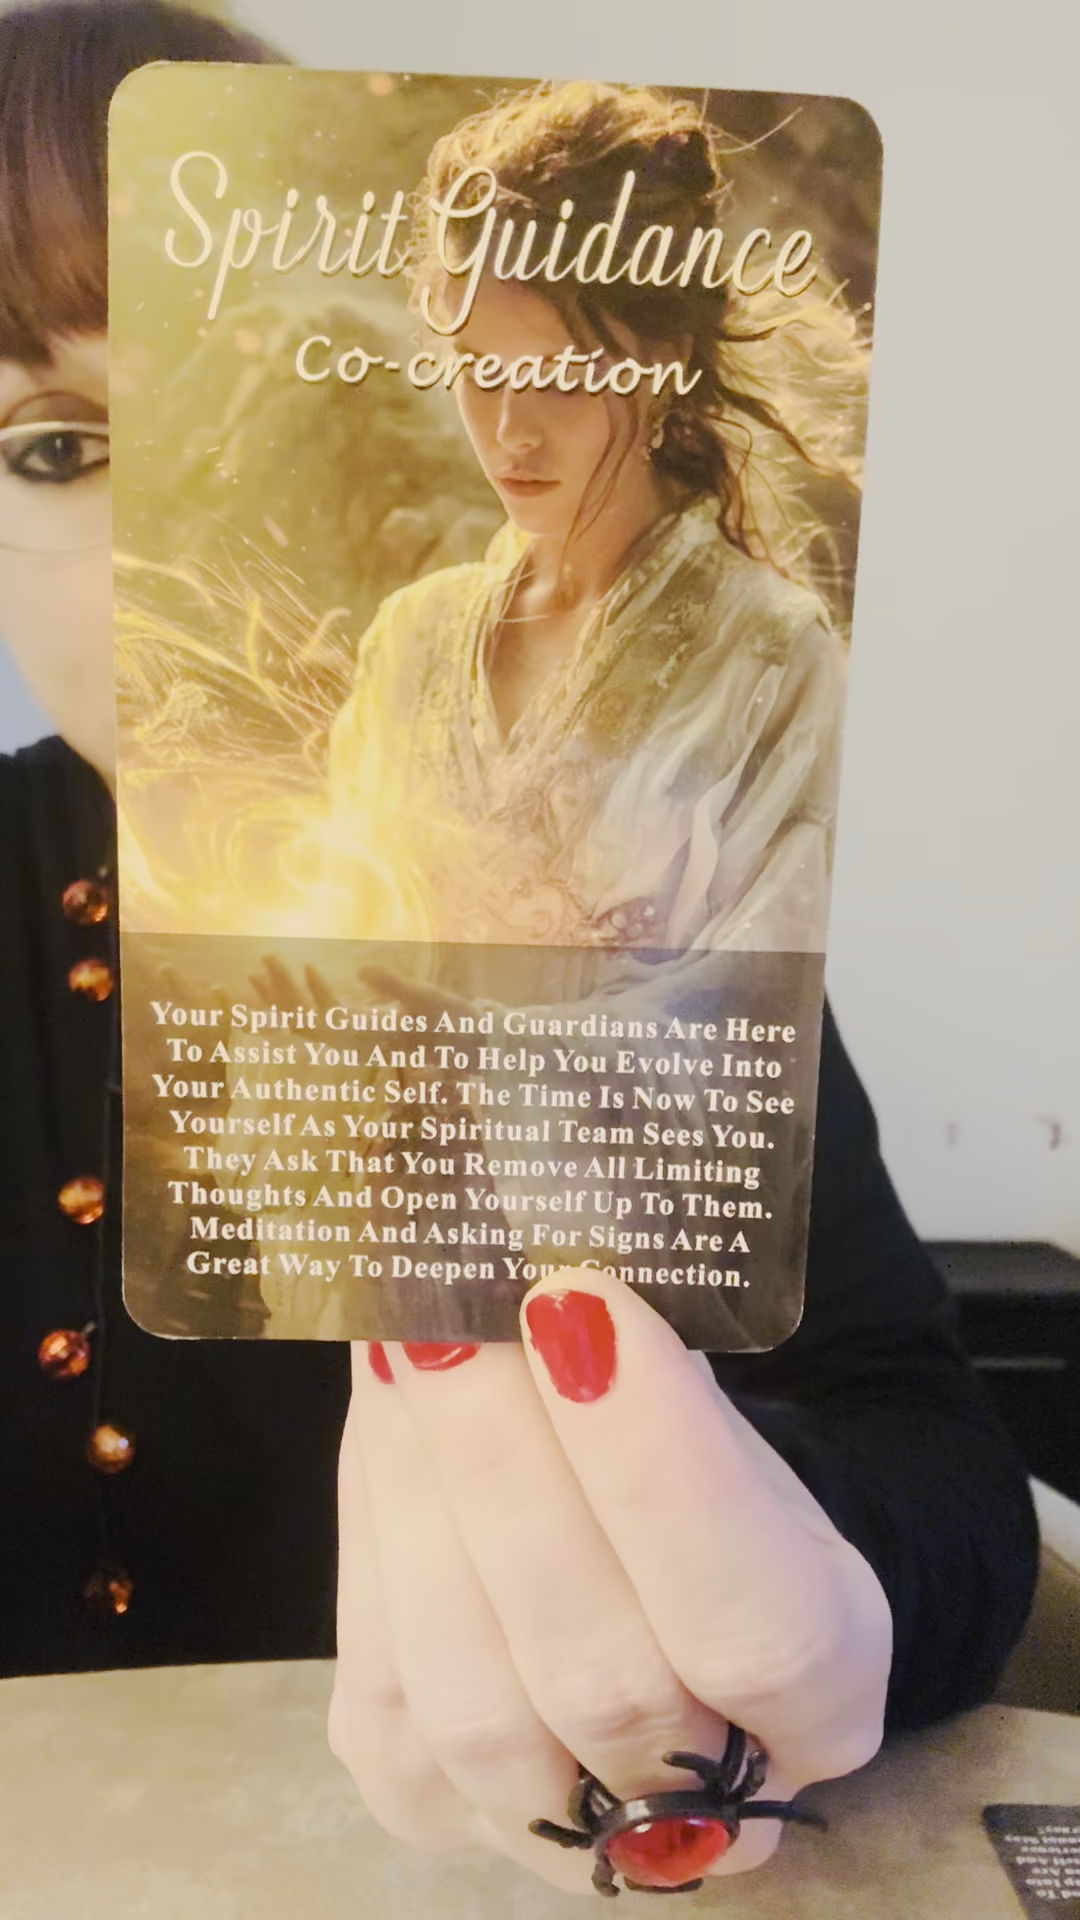 Spirit Guidance
Co-creation
Your Spirit Guides And Guardians Are Here
To Assist You And To Help You Evolve Into
Your Authentic Self. The Time Is Now To See
Yourself As Your Spiritual Team Sees You.
They Ask That You Remove All Limiting
Thoughts And Open Yourself Up To Them.
Meditation And Asking For Signs Are A
Great Way To Deepen Your Connection.